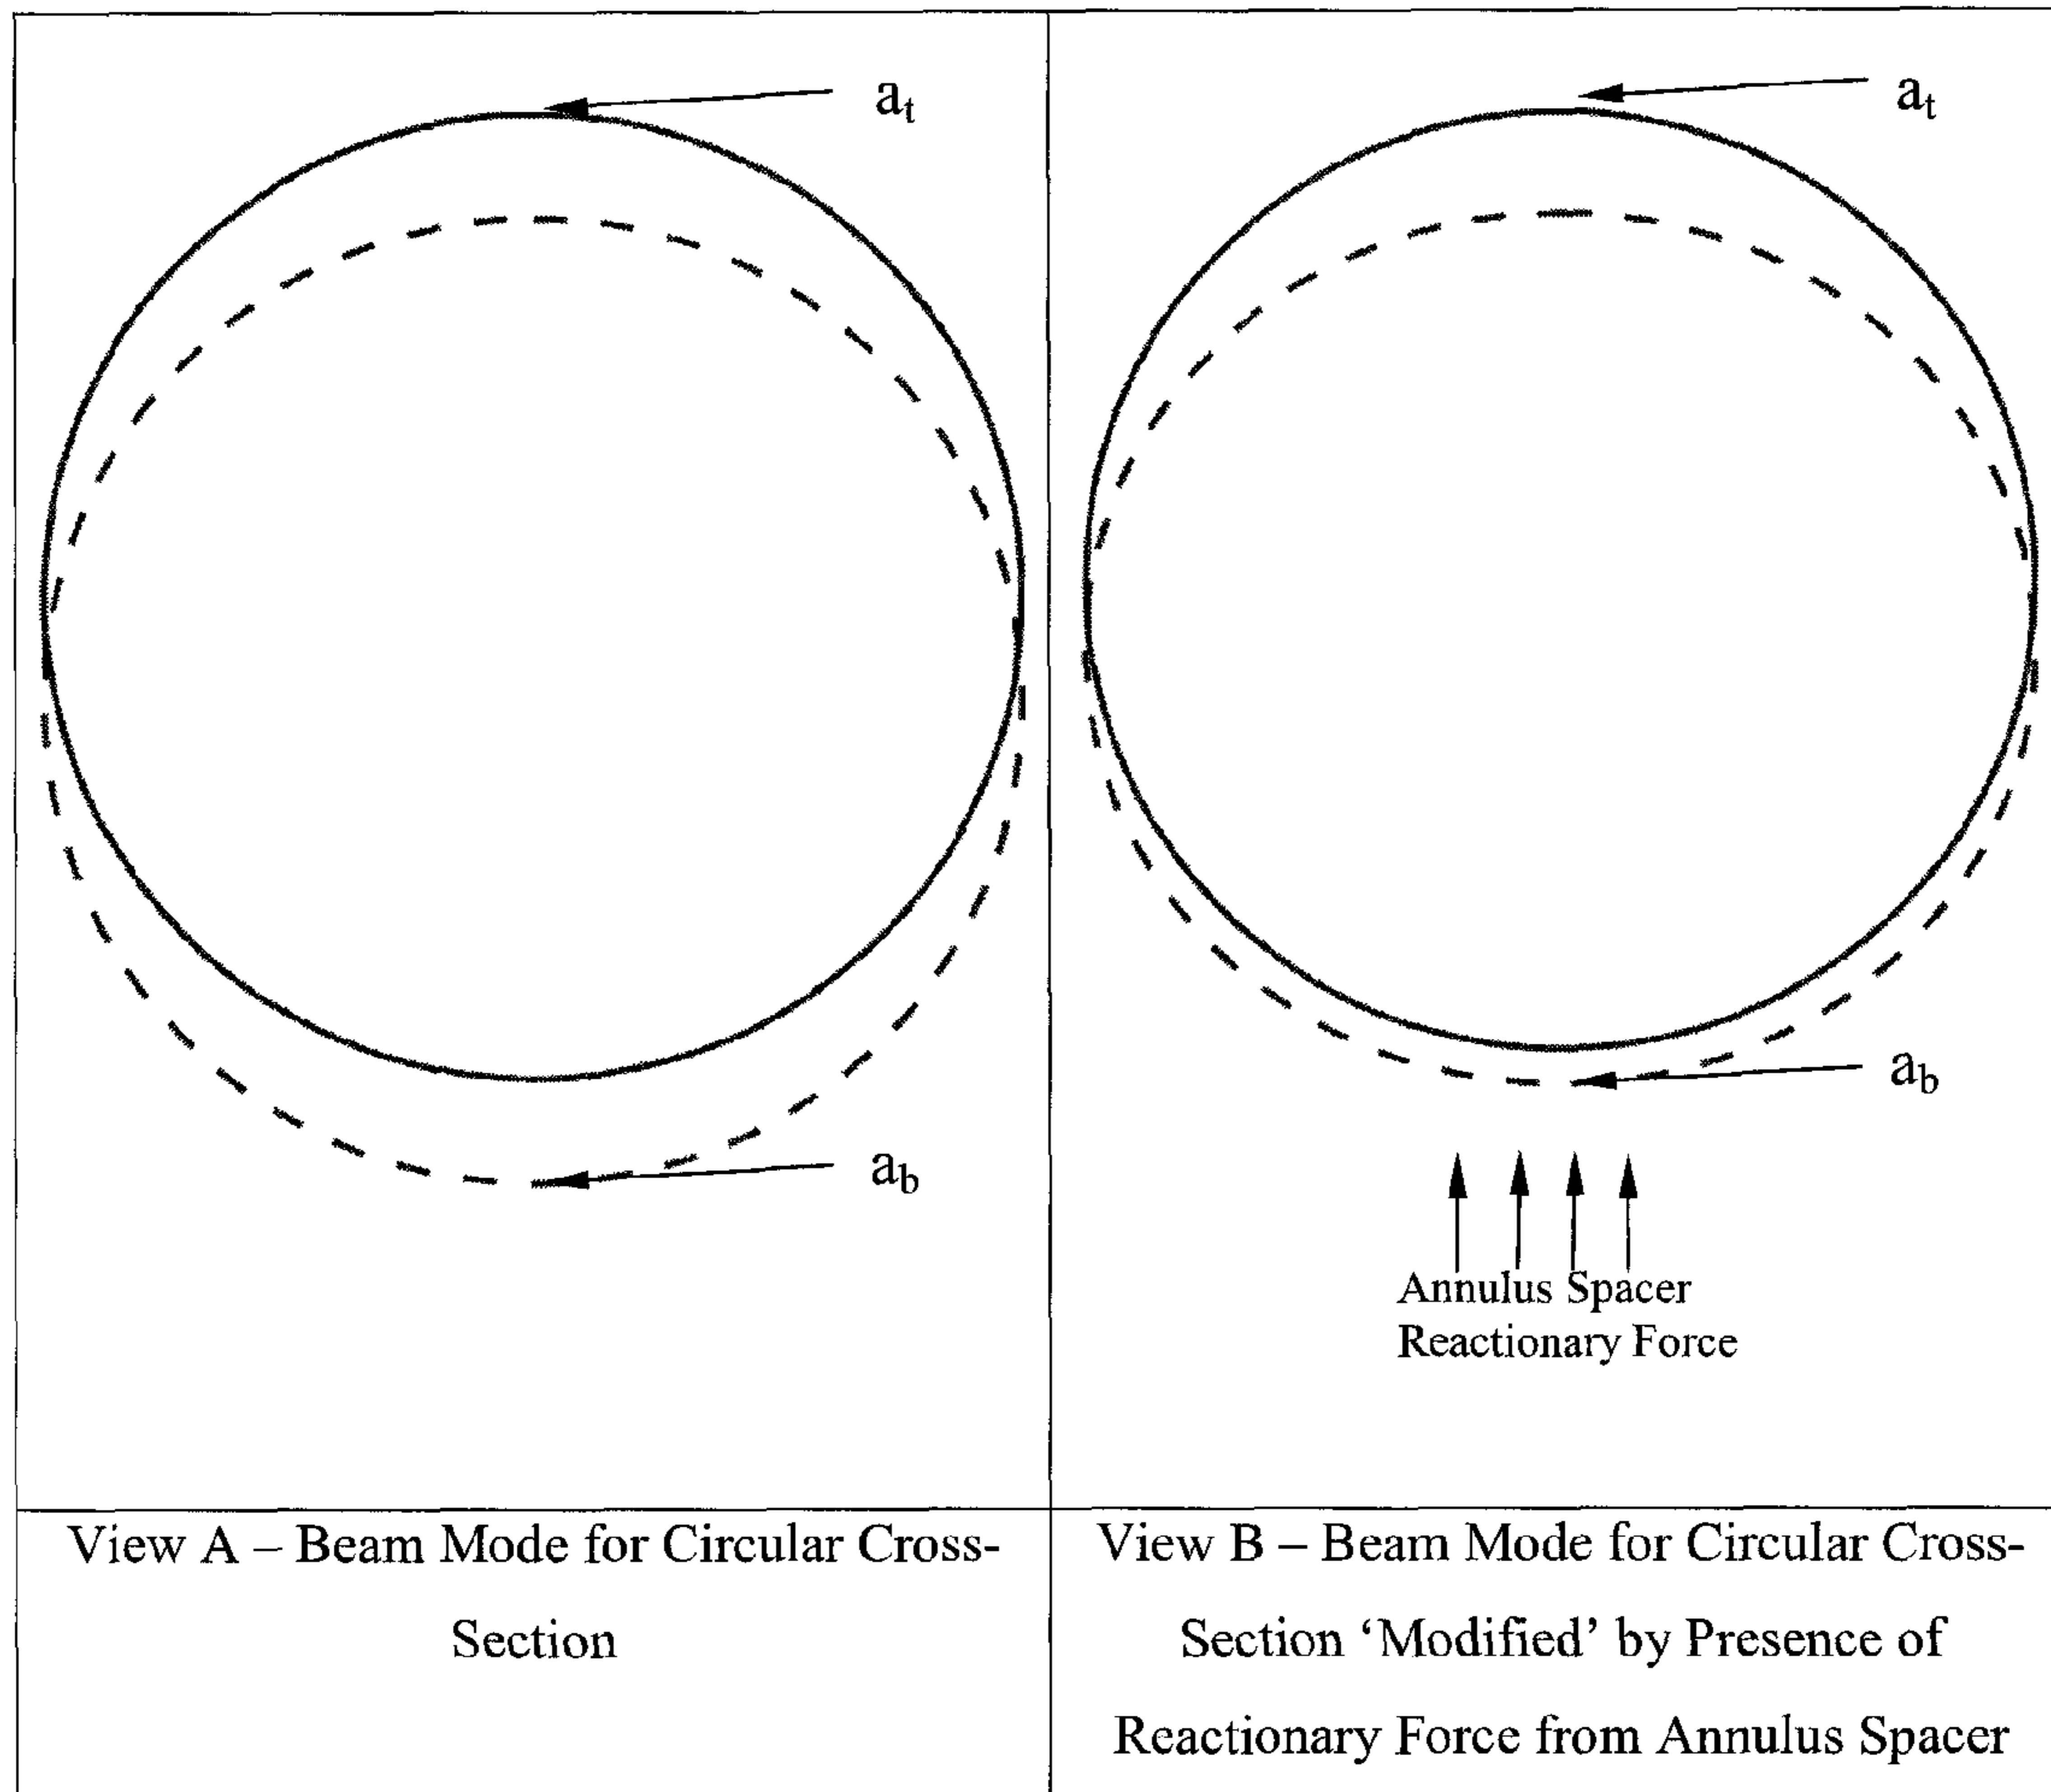 a_t
a_b
View A – Beam Mode for Circular Cross-
Section
a_t
a_b
Annulus Spacer
Reactionary Force
View B – Beam Mode for Circular Cross-
Section ‘Modified’ by Presence of
Reactionary Force from Annulus Spacer